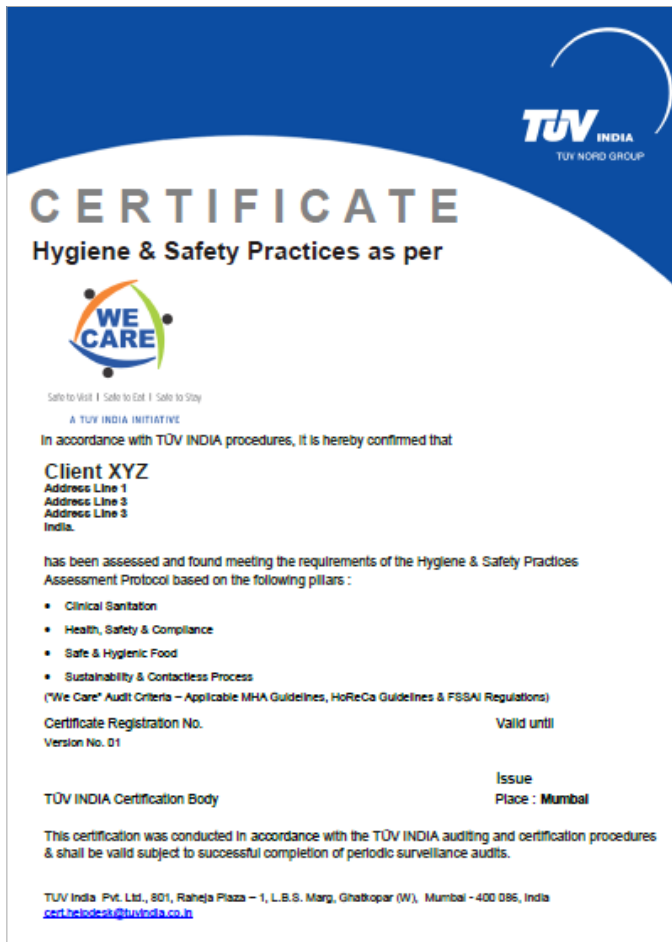 TÜV INDIA
TUV NORD GROUP
CERTIFICATE
Hygiene & Safety Practices as per
WE
CARE
Safe to Visit I Safe to Eat I Safe to Stay
A TUV INDIA INITIATIVE
In accordance with TÜV INDIA procedures, it is hereby confirmed that
Client XYZ
Address Line 1
Address Line 3
Address Line 3
India.
has been assessed and found meeting the requirements of the Hygiene & Safety Practices
Assessment Protocol based on the following pillars :
• Clinical Sanitation
• Health, Safety & Compliance
• Safe & Hygienic Food
• Sustainability & Contactless Process
("We Care" Audit Criteria – Applicable MHA Guidelines, HoReCa Guidelines & FSSAI Regulations)
Certificate Registration No. Valid until
Version No. 01
Issue
TÜV INDIA Certification Body Place : Mumbai
This certification was conducted in accordance with the TÜV INDIA auditing and certification procedures
& shall be valid subject to successful completion of periodic surveillance audits.
TUV India Pvt. Ltd., 801, Raheja Plaza – 1, L.B.S. Marg, Ghatkopar (W), Mumbai - 400 086, India
cert.helpdesk@tuvindia.co.in